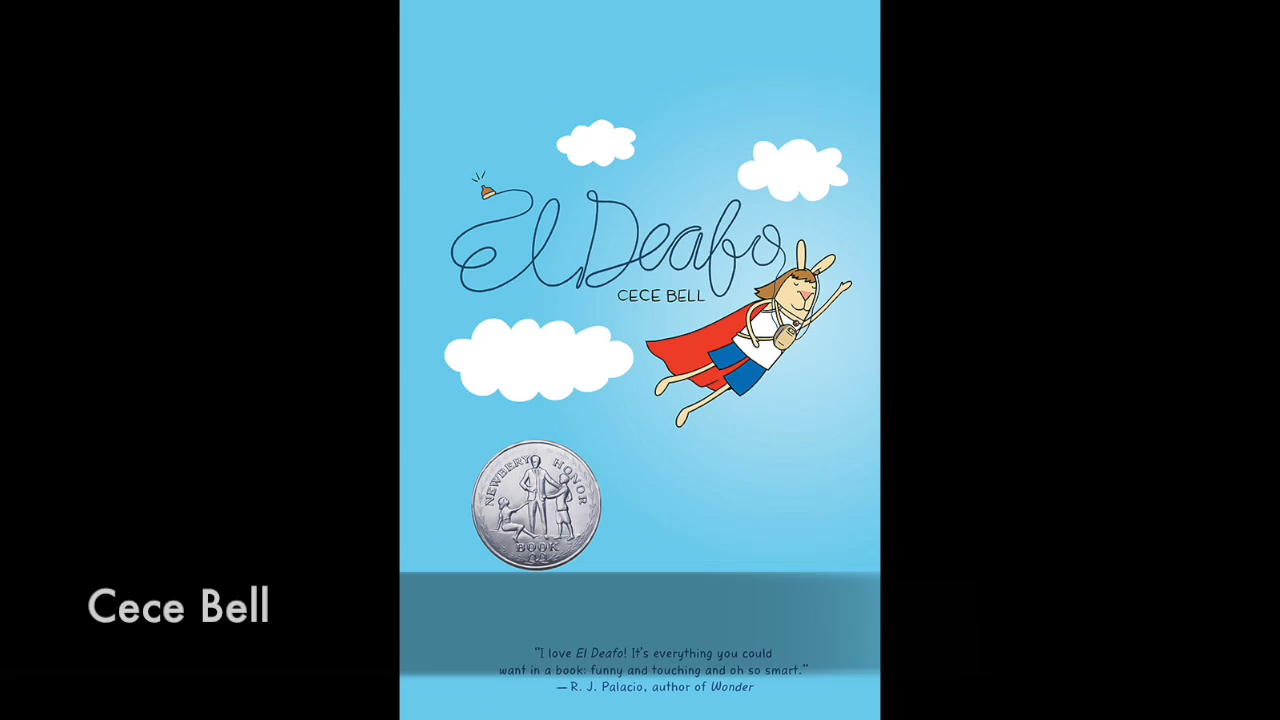 El Deafo
CECE BELL
NEWBERY HONOR
BOOK
Cece Bell
"I love El Deafo! It's everything you could
want in a book: funny and touching and oh so smart."
— R. J. Palacio, author of Wonder